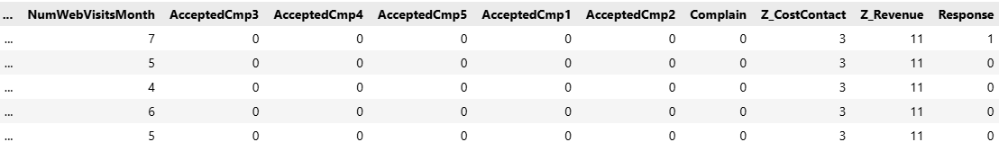 ... NumWebVisitsMonth AcceptedCmp3 AcceptedCmp4 AcceptedCmp5 AcceptedCmp1 AcceptedCmp2 Complain Z_CostContact Z_Revenue Response
... 7 0 0 0 0 0 0 3 11 1
... 5 0 0 0 0 0 0 3 11 0
... 4 0 0 0 0 0 0 3 11 0
... 6 0 0 0 0 0 0 3 11 0
... 5 0 0 0 0 0 0 3 11 0